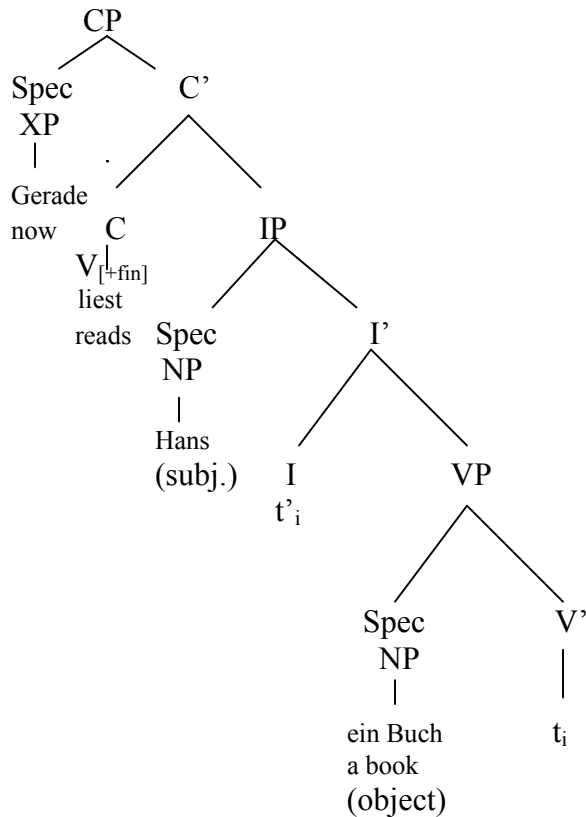 CP
Spec
C’
XP
Gerade
now
C
IP
V[+fin]
liest
reads
Spec
I’
NP
Hans
(subj.)
I
VP
t’i
Spec
V’
NP
ein Buch
ti
a book
(object)